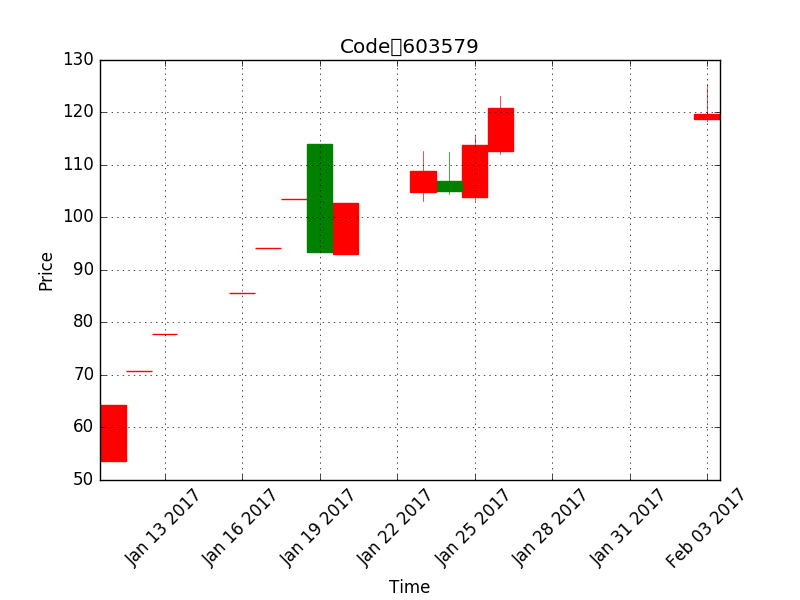 Code▯603579
130
120
110
100
90
80
70
60
50
Price
Jan 13 2017
Jan 16 2017
Jan 19 2017
Jan 22 2017
Jan 25 2017
Jan 28 2017
Jan 31 2017
Feb 03 2017
Time